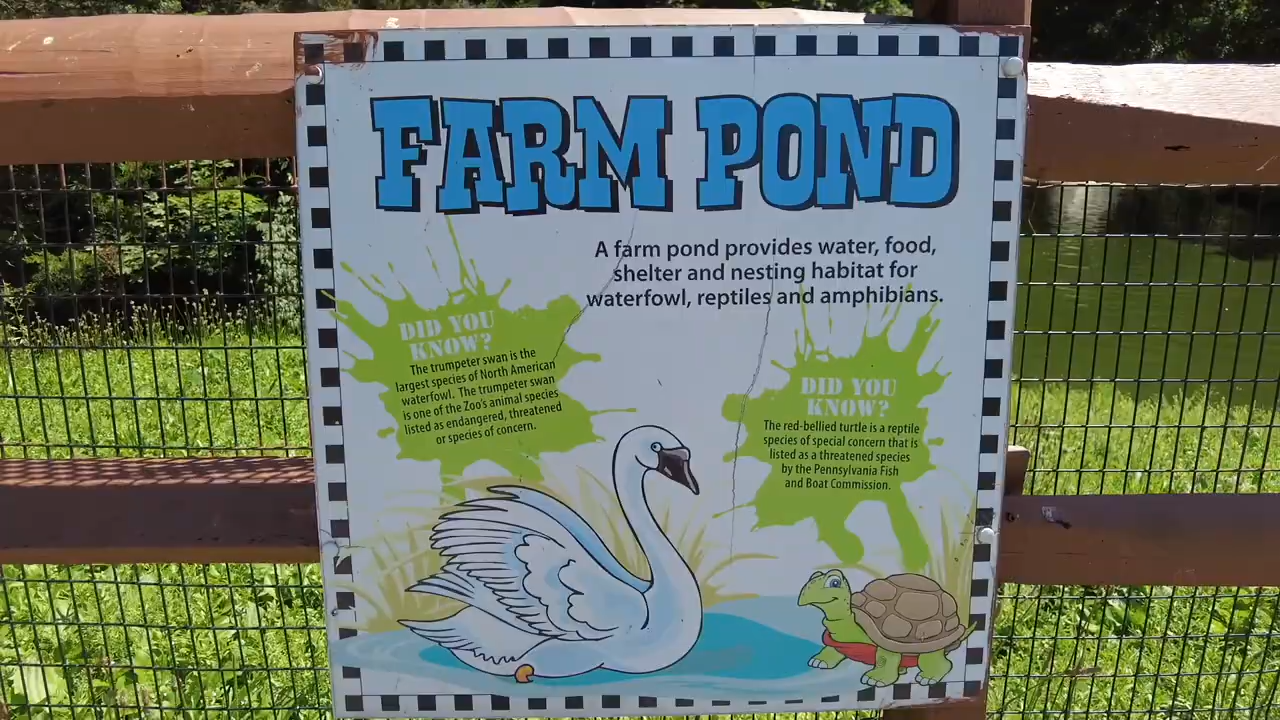 FARM POND
A farm pond provides water, food,
shelter and nesting habitat for
waterfowl, reptiles and amphibians.
DID YOU
KNOW?
The trumpeter swan is the
largest species of North American
waterfowl. The trumpeter swan
is one of the Zoo's animal species
listed as endangered, threatened
or species of concern.
DID YOU
KNOW?
The red-bellied turtle is a reptile
species of special concern that is
listed as a threatened species
by the Pennsylvania Fish
and Boat Commission.